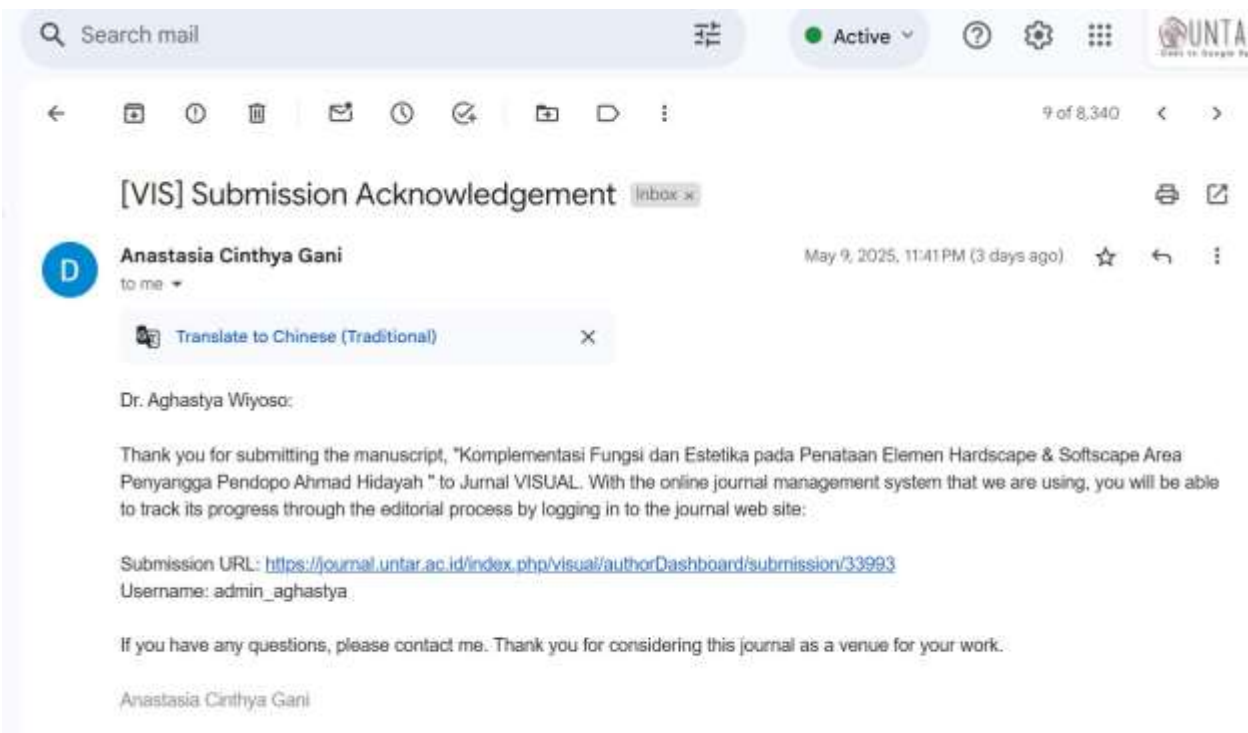 Search mail
Active
UNTA
9 of 8,340
[VIS] Submission Acknowledgement Inbox ×
D
Anastasia Cinthya Gani
May 9, 2025, 11:41 PM (3 days ago)
to me
Translate to Chinese (Traditional)
Dr. Aghastya Wiyoso:
Thank you for submitting the manuscript, "Komplementasi Fungsi dan Estetika pada Penataan Elemen Hardscape & Softscape Area
Penyangga Pendopo Ahmad Hidayah " to Jurnal VISUAL. With the online journal management system that we are using, you will be able
to track its progress through the editorial process by logging in to the journal web site:
Submission URL: https://journal.untar.ac.id/index.php/visual/authorDashboard/submission/33993
Username: admin_aghastya
If you have any questions, please contact me. Thank you for considering this journal as a venue for your work.
Anastasia Cinthya Gani